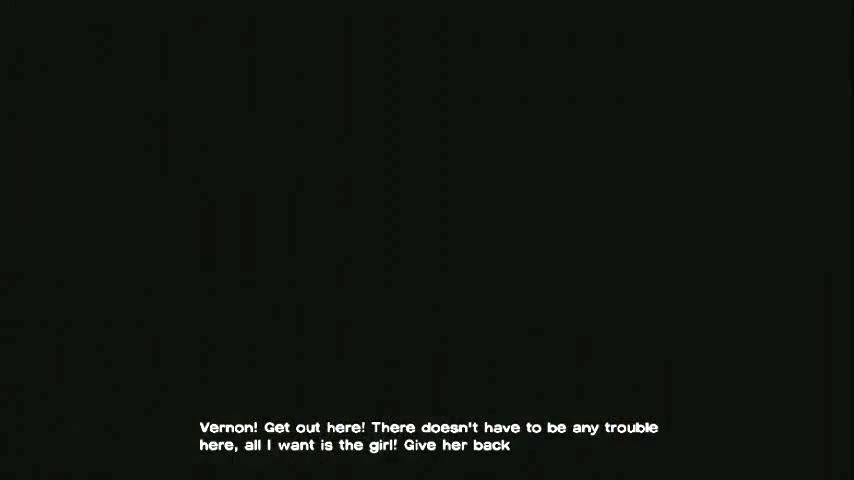 Vernon! Get out here! There doesn't have to be any trouble
here, all I want is the girl! Give her back